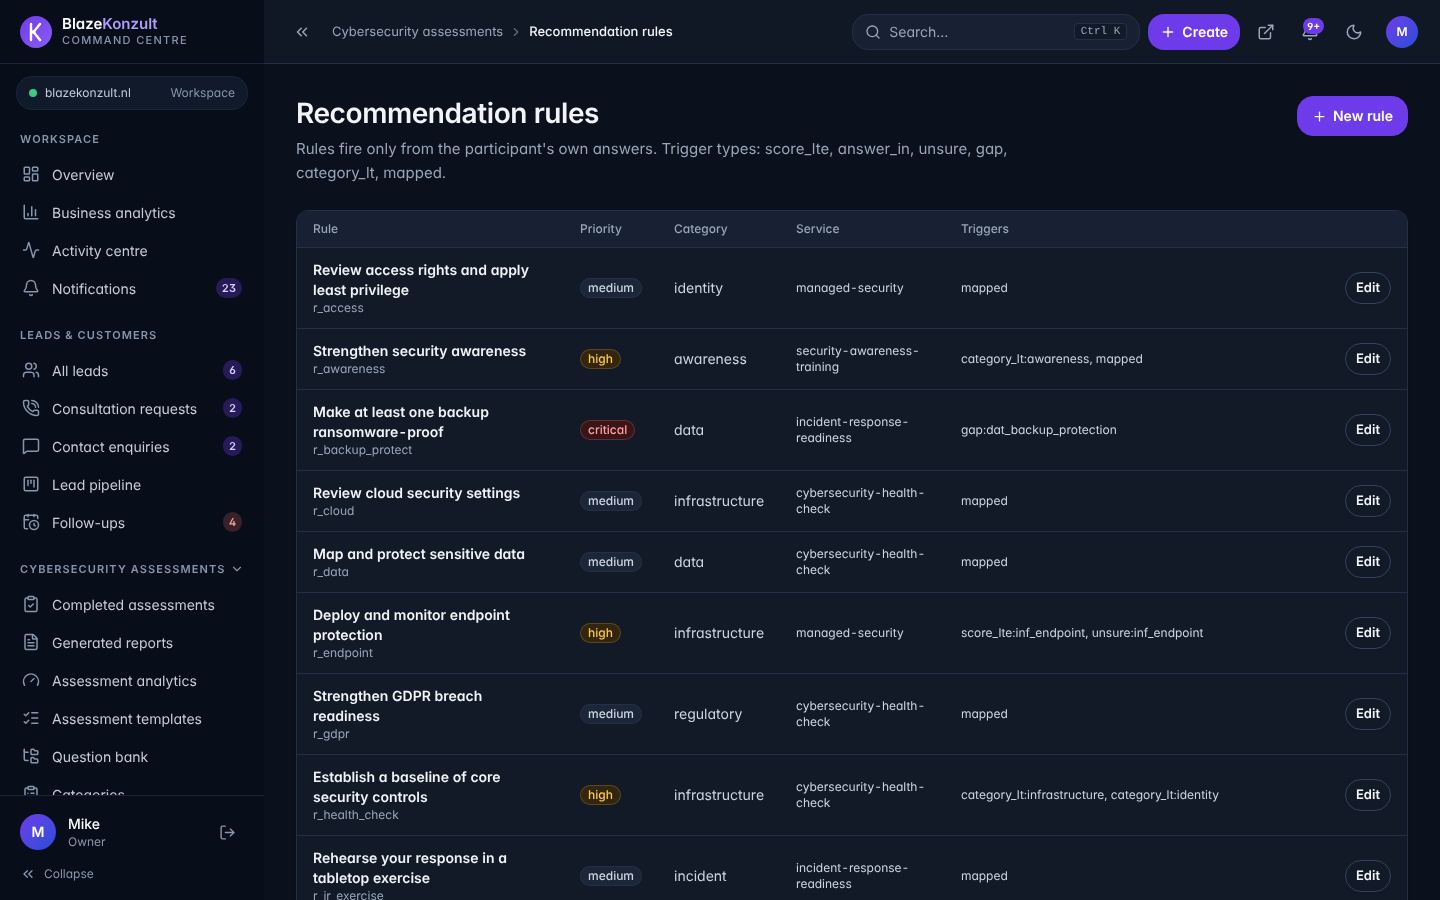 BlazeKonzult
COMMAND CENTRE
Cybersecurity assessments > Recommendation rules
Search...
Ctrl K
+ Create
9+
M
blazekonzult.nl
Workspace
WORKSPACE
Overview
Business analytics
Activity centre
Notifications 23
LEADS & CUSTOMERS
All leads 6
Consultation requests 2
Contact enquiries 2
Lead pipeline
Follow-ups 4
CYBERSECURITY ASSESSMENTS
Completed assessments
Generated reports
Assessment analytics
Assessment templates
Question bank
Categories
M
Mike
Owner
Collapse
Recommendation rules
+ New rule
Rules fire only from the participant's own answers. Trigger types: score_lte, answer_in, unsure, gap,
category_lt, mapped.
Rule Priority Category Service Triggers
Review access rights and apply
least privilege
r_access
medium
identity
managed-security
mapped
Edit
Strengthen security awareness
r_awareness
high
awareness
security-awareness-
training
category_lt:awareness, mapped
Edit
Make at least one backup
ransomware-proof
r_backup_protect
critical
data
incident-response-
readiness
gap:dat_backup_protection
Edit
Review cloud security settings
r_cloud
medium
infrastructure
cybersecurity-health-
check
mapped
Edit
Map and protect sensitive data
r_data
medium
data
cybersecurity-health-
check
mapped
Edit
Deploy and monitor endpoint
protection
r_endpoint
high
infrastructure
managed-security
score_lte:inf_endpoint, unsure:inf_endpoint
Edit
Strengthen GDPR breach
readiness
r_gdpr
medium
regulatory
cybersecurity-health-
check
mapped
Edit
Establish a baseline of core
security controls
r_health_check
high
infrastructure
cybersecurity-health-
check
category_lt:infrastructure, category_lt:identity
Edit
Rehearse your response in a
tabletop exercise
r_ir_exercise
medium
incident
incident-response-
readiness
mapped
Edit